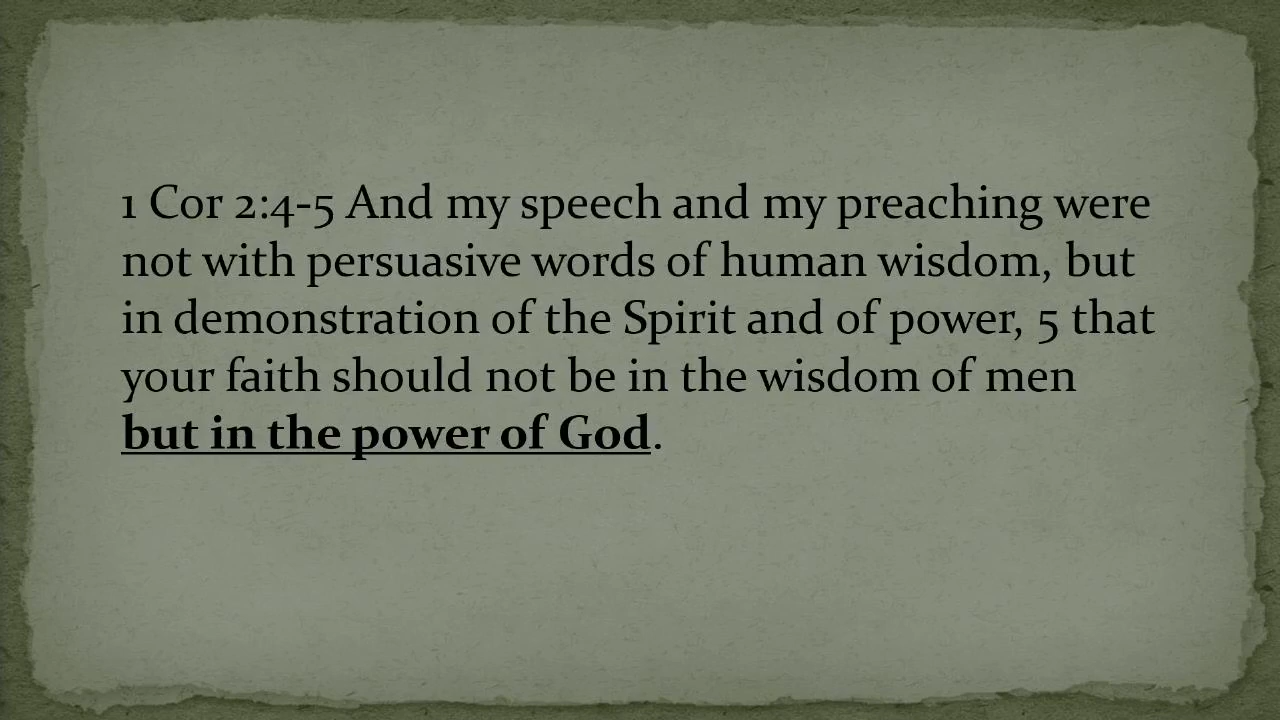 1 Cor 2:4-5 And my speech and my preaching were
not with persuasive words of human wisdom, but
in demonstration of the Spirit and of power, 5 that
your faith should not be in the wisdom of men
but in the power of God.